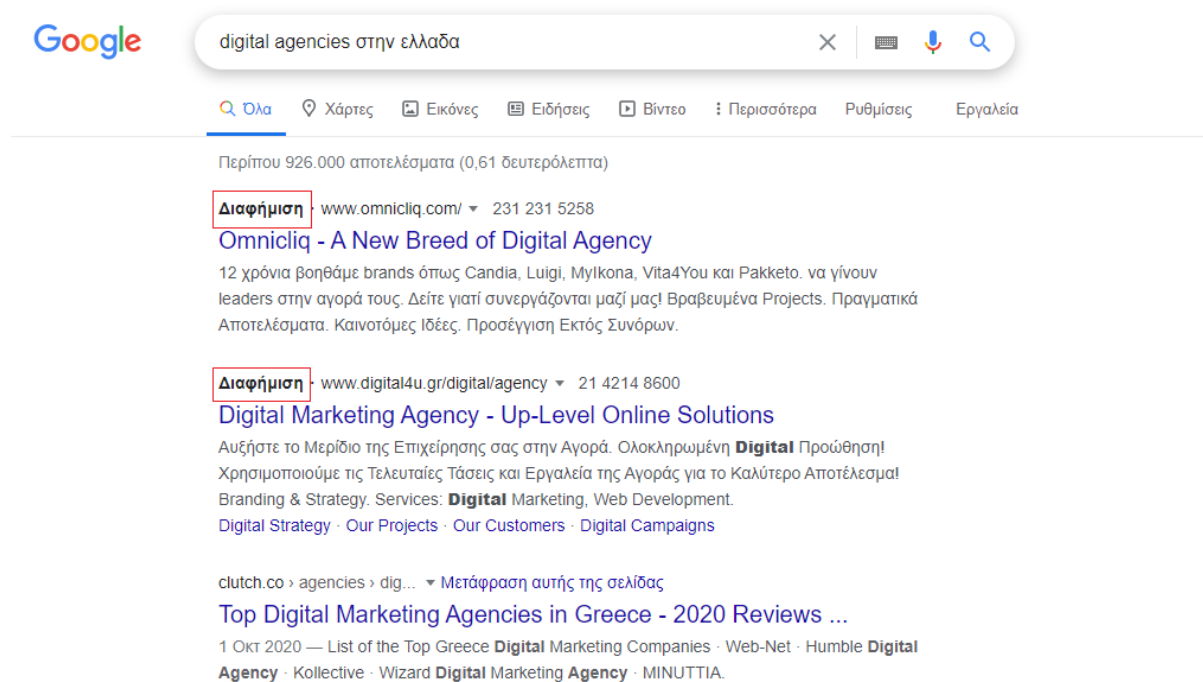 Google
digital agencies στην ελλαδα
Όλα Χάρτες Εικόνες Ειδήσεις Βίντεο Περισσότερα Ρυθμίσεις Εργαλεία
Περίπου 926.000 αποτελέσματα (0,61 δευτερόλεπτα)
Διαφήμιση · www.omnicliq.com/ 231 231 5258
Omnicliq - A New Breed of Digital Agency
12 χρόνια βοηθάμε brands όπως Candia, Luigi, MyIkona, Vita4You και Pakketo. να γίνουν
leaders στην αγορά τους. Δείτε γιατί συνεργάζονται μαζί μας! Βραβευμένα Projects. Πραγματικά
Αποτελέσματα. Καινοτόμες Ιδέες. Προσέγγιση Εκτός Συνόρων.
Διαφήμιση · www.digital4u.gr/digital/agency 21 4214 8600
Digital Marketing Agency - Up-Level Online Solutions
Αυξήστε το Μερίδιο της Επιχείρησης σας στην Αγορά. Ολοκληρωμένη Digital Προώθηση!
Χρησιμοποιούμε τις Τελευταίες Τάσεις και Εργαλεία της Αγοράς για το Καλύτερο Αποτέλεσμα!
Branding & Strategy. Services: Digital Marketing, Web Development.
Digital Strategy · Our Projects · Our Customers · Digital Campaigns
clutch.co › agencies › dig... Μετάφραση αυτής της σελίδας
Top Digital Marketing Agencies in Greece - 2020 Reviews ...
1 Οκτ 2020 — List of the Top Greece Digital Marketing Companies · Web-Net · Humble Digital
Agency · Kollective · Wizard Digital Marketing Agency · MINUTTIA.